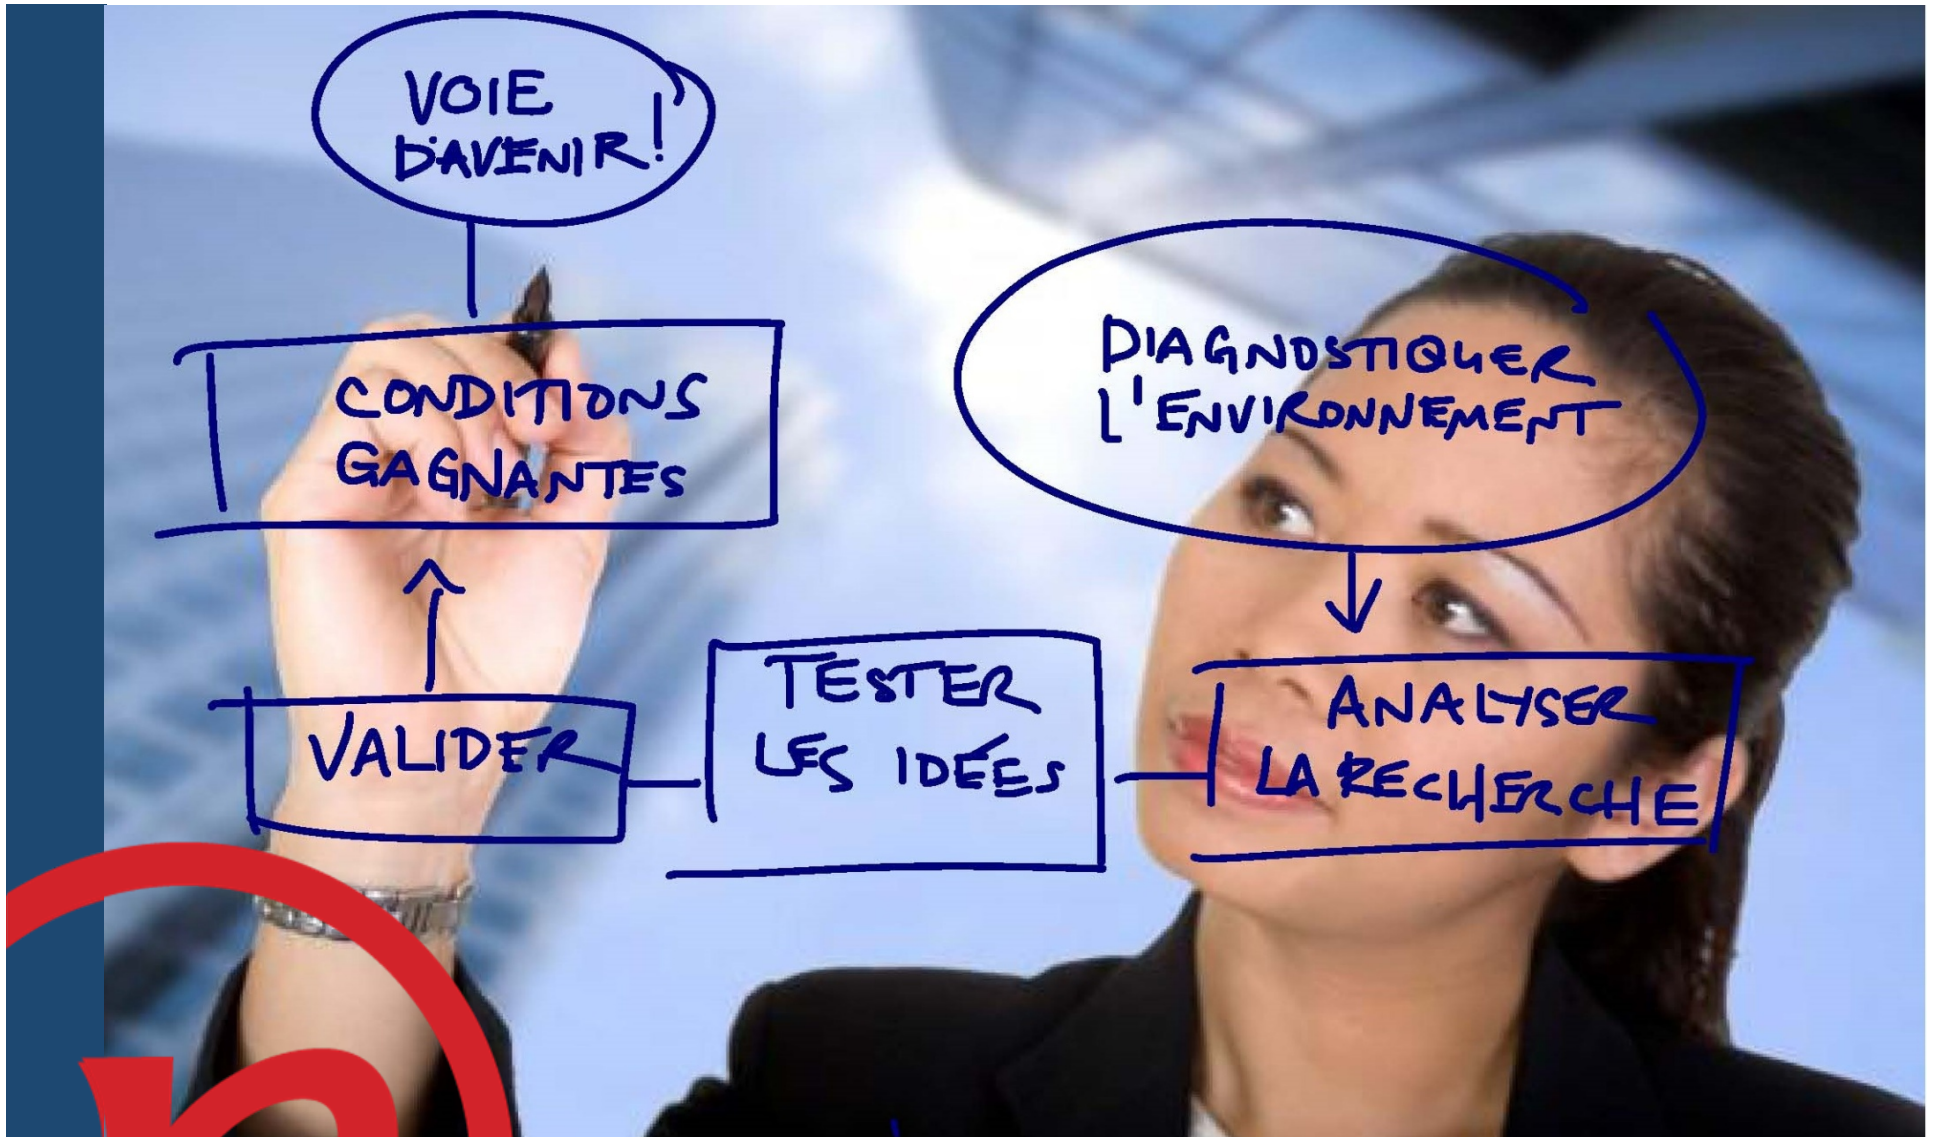 VOIE
D'AVENIR!
CONDITIONS
GAGNANTES
DIAGNOSTIQUER
L'ENVIRONNEMENT
VALIDER
TESTER
LES IDÉES
ANALYSER
LA RECHERCHE
n